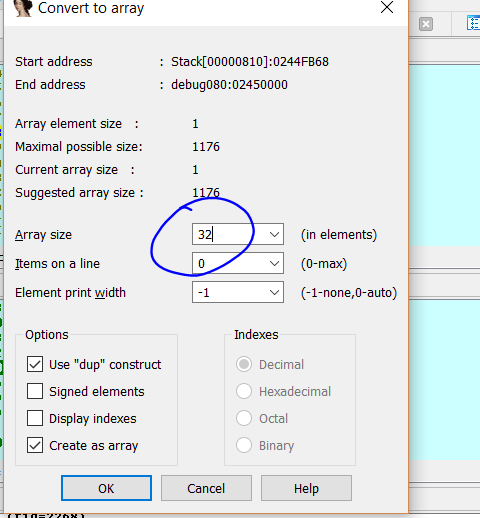 Convert to array
Start address : Stack[00000810]:0244FB68
End address : debug080:02450000
Array element size : 1
Maximal possible size: 1176
Current array size : 1
Suggested array size : 1176
Array size 32 (in elements)
Items on a line 0 (0-max)
Element print width -1 (-1-none,0-auto)
Options Indexes
Use "dup" construct Decimal
Signed elements Hexadecimal
Display indexes Octal
Create as array Binary
OK Cancel Help